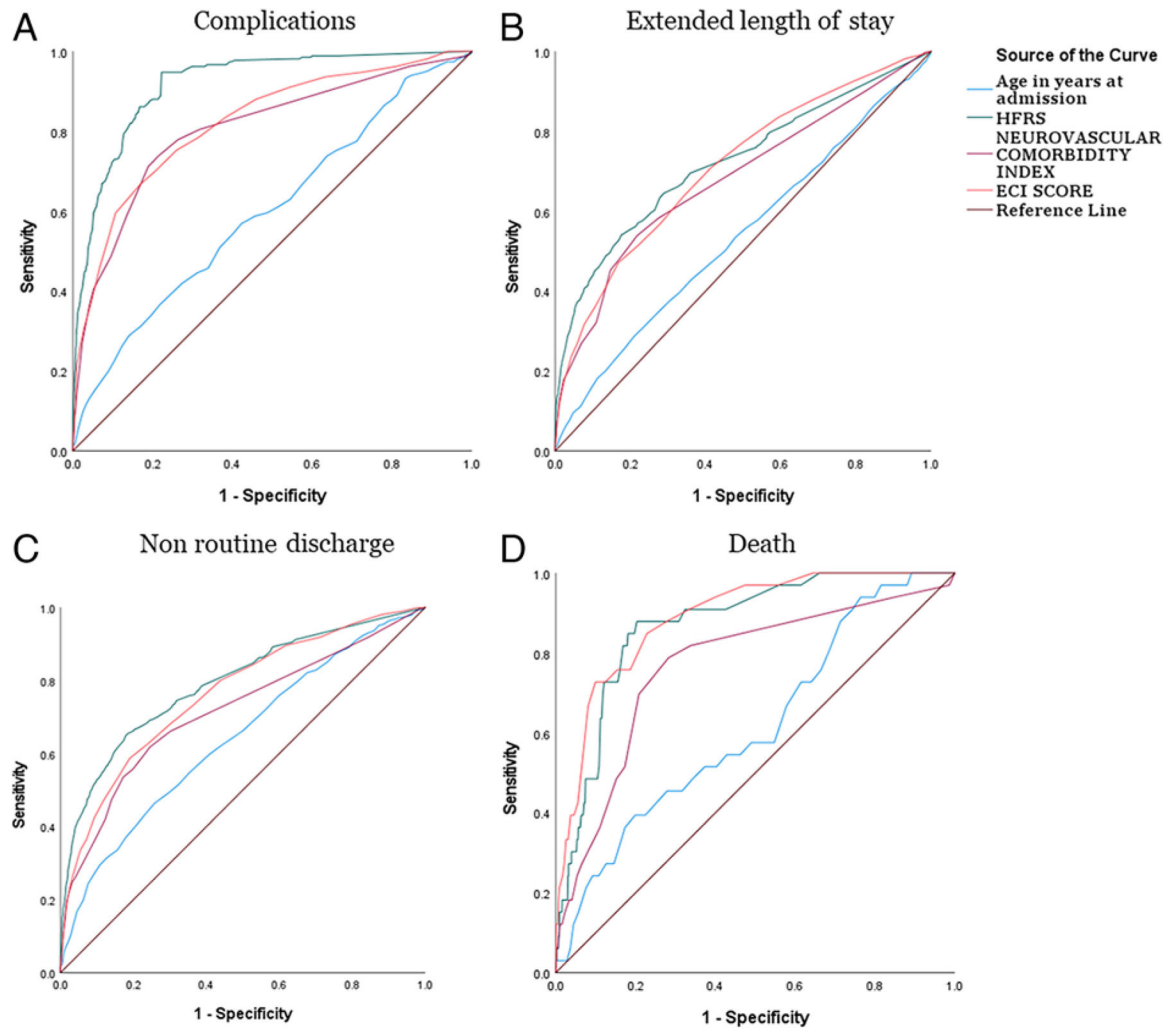 A
Complications
1.0
0.8
0.6
0.4
0.2
0.0
0.0 0.2 0.4 0.6 0.8 1.0
Sensitivity
1 - Specificity
B
Extended length of stay
1.0
0.8
0.6
0.4
0.2
0.0
0.0 0.2 0.4 0.6 0.8 1.0
Sensitivity
1 - Specificity
Source of the Curve
Age in years at
admission
HFRS
NEUROVASCULAR
COMORBIDITY
INDEX
ECI SCORE
Reference Line
C
Non routine discharge
1.0
0.8
0.6
0.4
0.2
0.0
0.0 0.2 0.4 0.6 0.8 1.0
Sensitivity
1 - Specificity
D
Death
1.0
0.8
0.6
0.4
0.2
0.0
0.0 0.2 0.4 0.6 0.8 1.0
Sensitivity
1 - Specificity